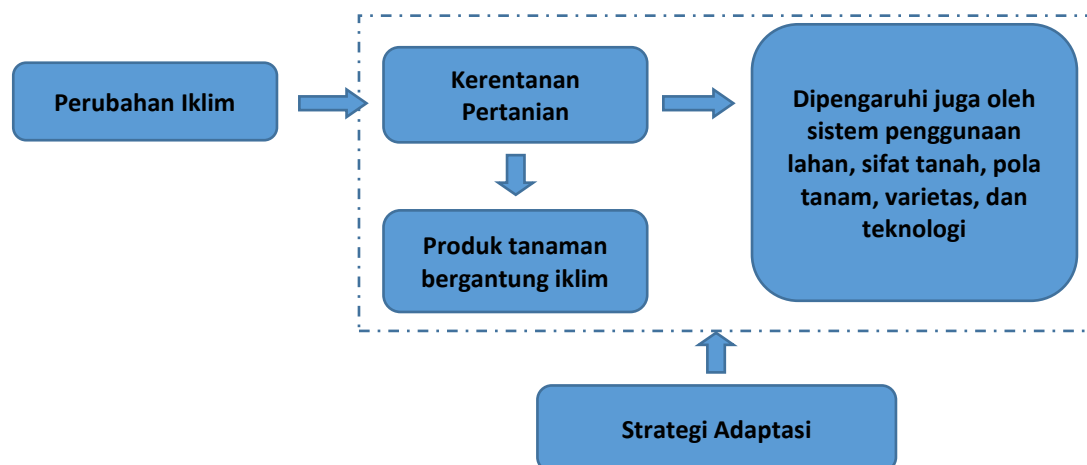 Perubahan Iklim
Kerentanan
Pertanian
Dipengaruhi juga oleh
sistem penggunaan
lahan, sifat tanah, pola
tanam, varietas, dan
teknologi
Produk tanaman
bergantung iklim
Strategi Adaptasi